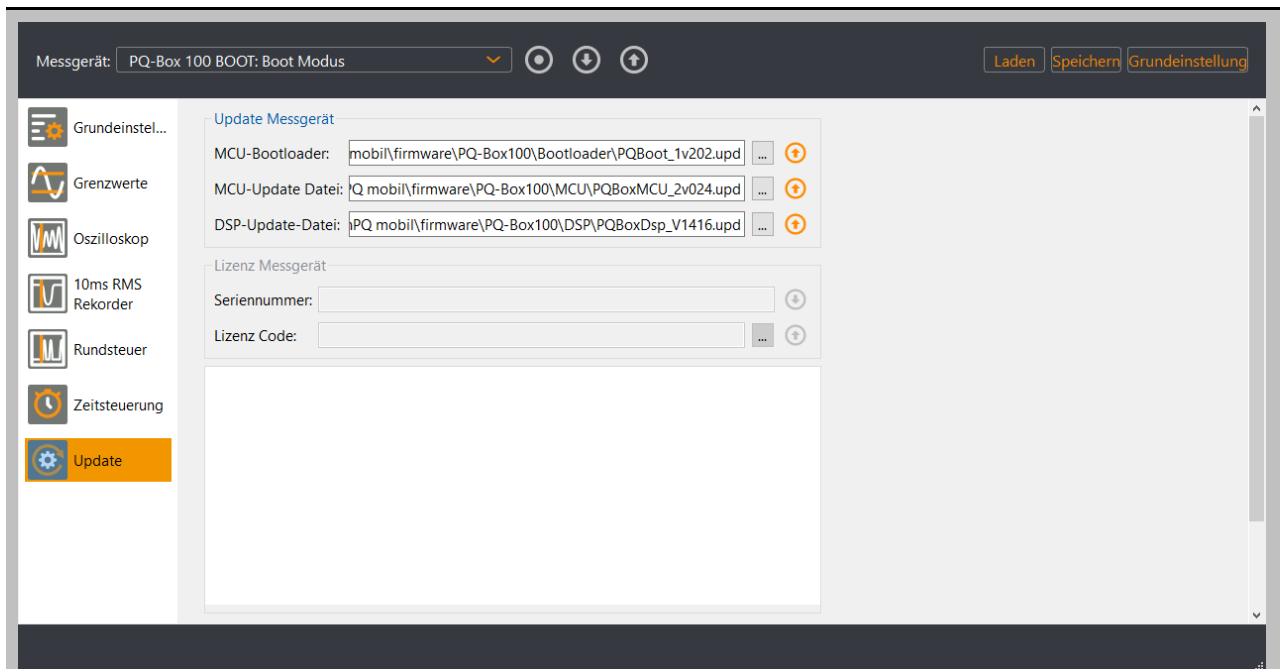 Messgerät: PQ-Box 100 BOOT: Boot Modus Laden Speichern Grundeinstellung
Grundeinstel...
Grenzwerte
Oszilloskop
10ms RMS
Rekorder
Rundsteuer
Zeitsteuerung
Update
Update Messgerät
MCU-Bootloader: mobil\firmware\PQ-Box100\Bootloader\PQBoot_1v202.upd ...
MCU-Update Datei: PQ mobil\firmware\PQ-Box100\MCU\PQBoxMCU_2v024.upd ...
DSP-Update-Datei: PQ mobil\firmware\PQ-Box100\DSP\PQBoxDsp_V1416.upd ...
Lizenz Messgerät
Seriennummer:
Lizenz Code: ...